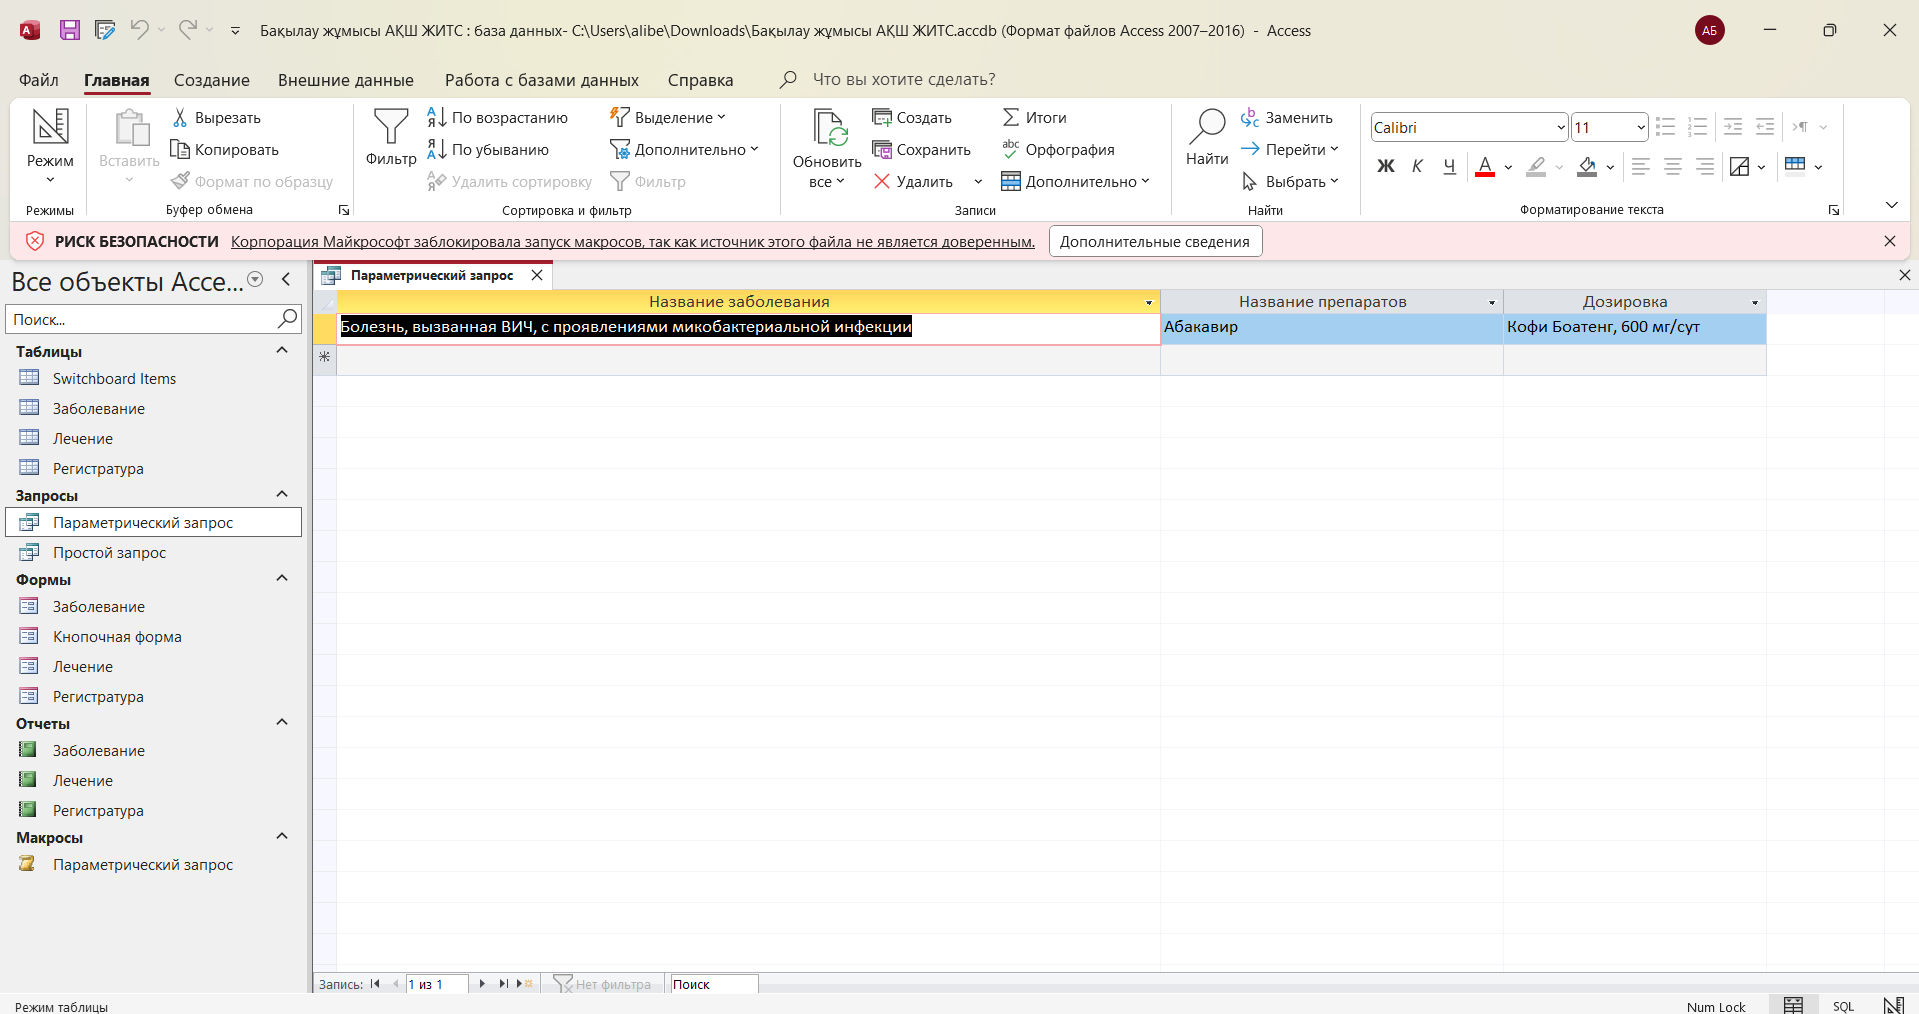 Бақылау жұмысы АҚШ ЖИТС : база данных- C:\Users\alibe\Downloads\Бақылау жұмысы АҚШ ЖИТС.accdb (Формат файлов Access 2007–2016) - Access
АБ
Файл Главная Создание Внешние данные Работа с базами данных Справка Что вы хотите сделать?
Режим
Режимы
Вставить
Вырезать
Копировать
Формат по образцу
Буфер обмена
Фильтр
По возрастанию
По убыванию
Удалить сортировку
Выделение
Дополнительно
Фильтр
Сортировка и фильтр
Обновить
все
Создать
Сохранить
Удалить
Итоги
Орфография
Дополнительно
Записи
Найти
Заменить
Перейти
Выбрать
Найти
Calibri 11
Ж К Ч А
Форматирование текста
РИСК БЕЗОПАСНОСТИ Корпорация Майкрософт заблокировала запуск макросов, так как источник этого файла не является доверенным. Дополнительные сведения
Все объекты Acce...
Поиск...
Таблицы
Switchboard Items
Заболевание
Лечение
Регистратура
Запросы
Параметрический запрос
Простой запрос
Формы
Заболевание
Кнопочная форма
Лечение
Регистратура
Отчеты
Заболевание
Лечение
Регистратура
Макросы
Параметрический запрос
Параметрический запрос
Название заболевания Название препаратов Дозировка
Болезнь, вызванная ВИЧ, с проявлениями микобактериальной инфекции Абакавир Кофи Боатенг, 600 мг/сут
Запись: 1 из 1 Нет фильтра Поиск
Режим таблицы Num Lock SQL